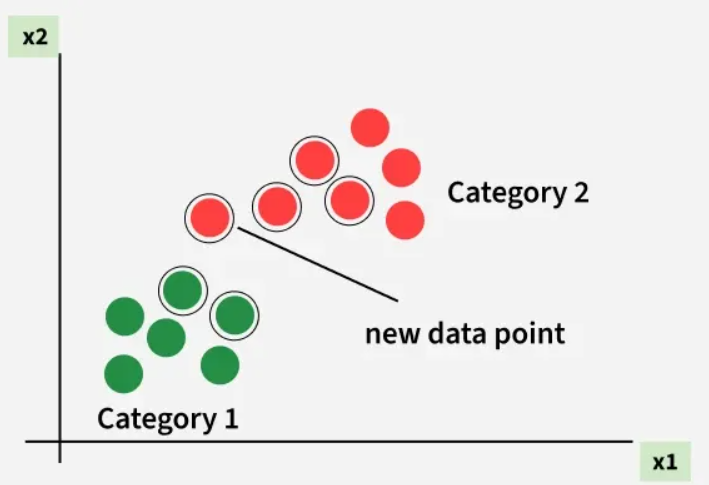 x2
Category 2
new data point
Category 1
x1